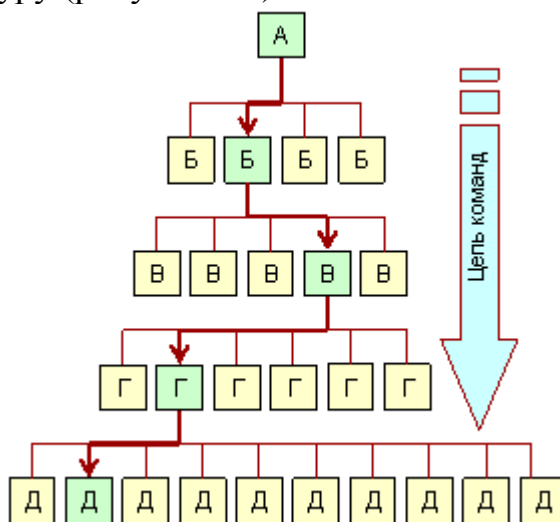 А
Б Б Б Б
В В В В В
Г Г Г Г Г Г
Д Д Д Д Д Д Д Д Д Д
Цепь команд